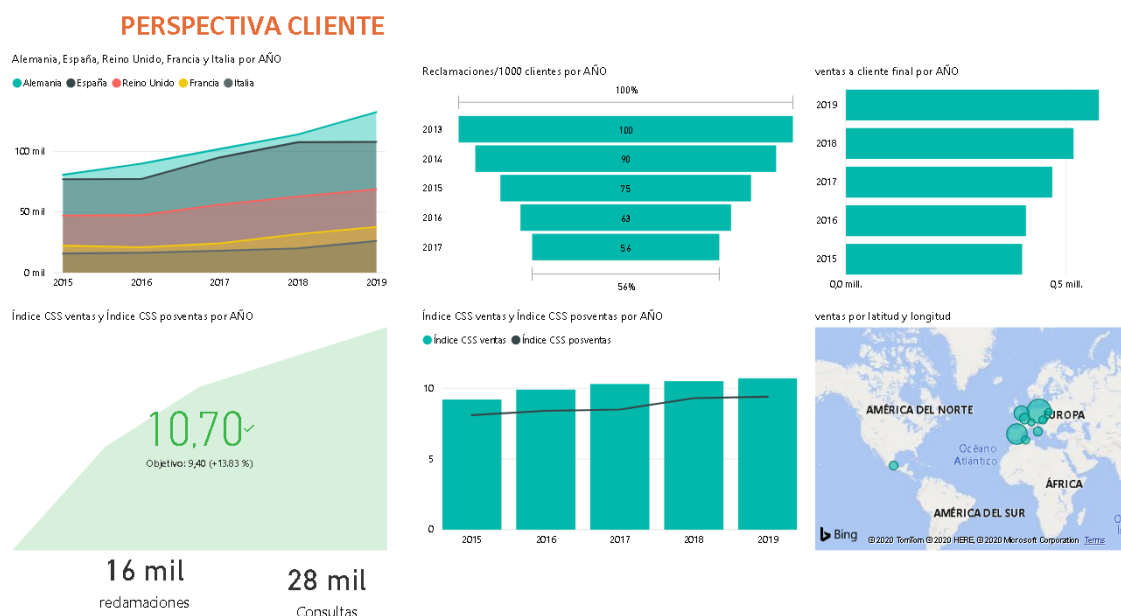 PERSPECTIVA CLIENTE
Alemania, España, Reino Unido, Francia y Italia por AÑO
Alemania España Reino Unido Francia Italia
100 mil
50 mil
0 mil
2015 2016 2017 2018 2019
Reclamaciones/1000 clientes por AÑO
100%
2013 100
2014 90
2015 75
2016 63
2017 56
56%
ventas a cliente final por AÑO
2019
2018
2017
2016
2015
0,0 mill. 0,5 mill.
Índice CSS ventas y Índice CSS posventas por AÑO
10,70
Objetivo: 9,40 (+13.83 %)
Índice CSS ventas y Índice CSS posventas por AÑO
Índice CSS ventas Índice CSS posventas
10
5
0
2015 2016 2017 2018 2019
ventas por latitud y longitud
AMÉRICA DEL NORTE
EUROPA
Océano
Atlántico
ÁFRICA
AMÉRICA DEL SUR
Bing
© 2020 TomTom © 2020 HERE, © 2020 Microsoft Corporation Terms
16 mil
reclamaciones
28 mil
Consultas